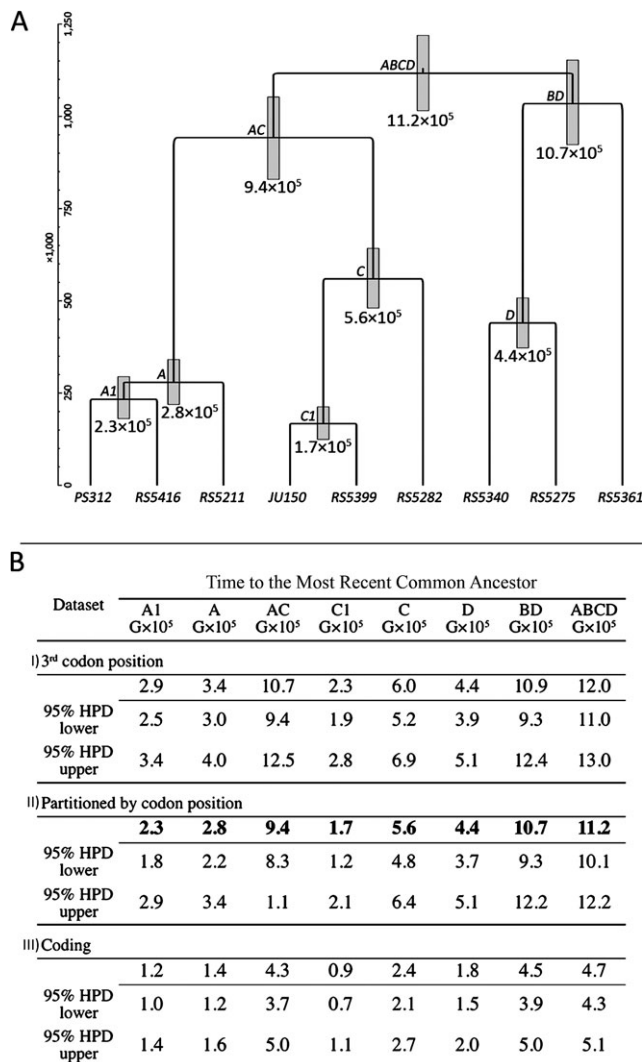 A
1,250
1,000
750
×1,000
500
250
0
ABCD
11.2×10⁵
BD
10.7×10⁵
AC
9.4×10⁵
C
5.6×10⁵
D
4.4×10⁵
A1
2.3×10⁵
A
2.8×10⁵
C1
1.7×10⁵
PS312 RS5416 RS5211 JU150 RS5399 RS5282 RS5340 RS5275 RS5361
B
Time to the Most Recent Common Ancestor
Dataset A1 A AC C1 C D BD ABCD
G×10⁵ G×10⁵ G×10⁵ G×10⁵ G×10⁵ G×10⁵ G×10⁵ G×10⁵
I) 3rd codon position
2.9 3.4 10.7 2.3 6.0 4.4 10.9 12.0
95% HPD lower 2.5 3.0 9.4 1.9 5.2 3.9 9.3 11.0
95% HPD upper 3.4 4.0 12.5 2.8 6.9 5.1 12.4 13.0
II) Partitioned by codon position
2.3 2.8 9.4 1.7 5.6 4.4 10.7 11.2
95% HPD lower 1.8 2.2 8.3 1.2 4.8 3.7 9.3 10.1
95% HPD upper 2.9 3.4 1.1 2.1 6.4 5.1 12.2 12.2
III) Coding
1.2 1.4 4.3 0.9 2.4 1.8 4.5 4.7
95% HPD lower 1.0 1.2 3.7 0.7 2.1 1.5 3.9 4.3
95% HPD upper 1.4 1.6 5.0 1.1 2.7 2.0 5.0 5.1